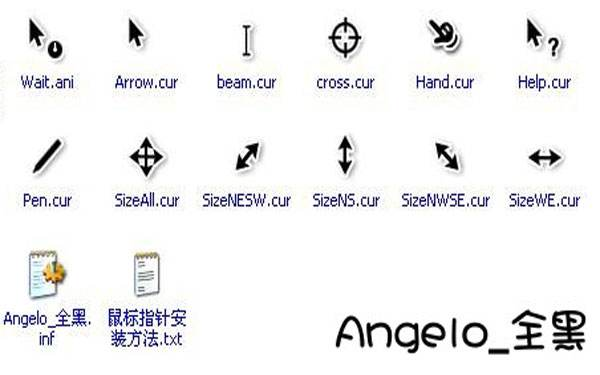 Wait.ani
Arrow.cur
beam.cur
cross.cur
Hand.cur
Help.cur
Pen.cur
SizeAll.cur
SizeNESW.cur
SizeNS.cur
SizeNWSE.cur
SizeWE.cur
Angelo_全黑.
inf
鼠标指针安
装方法.txt
Angelo_全黑